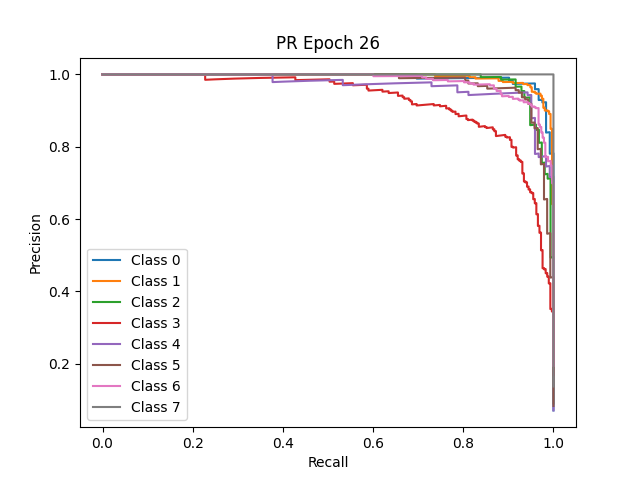 PR Epoch 26
1.0
0.8
0.6
0.4
0.2
Precision
Class 0
Class 1
Class 2
Class 3
Class 4
Class 5
Class 6
Class 7
0.0 0.2 0.4 0.6 0.8 1.0
Recall